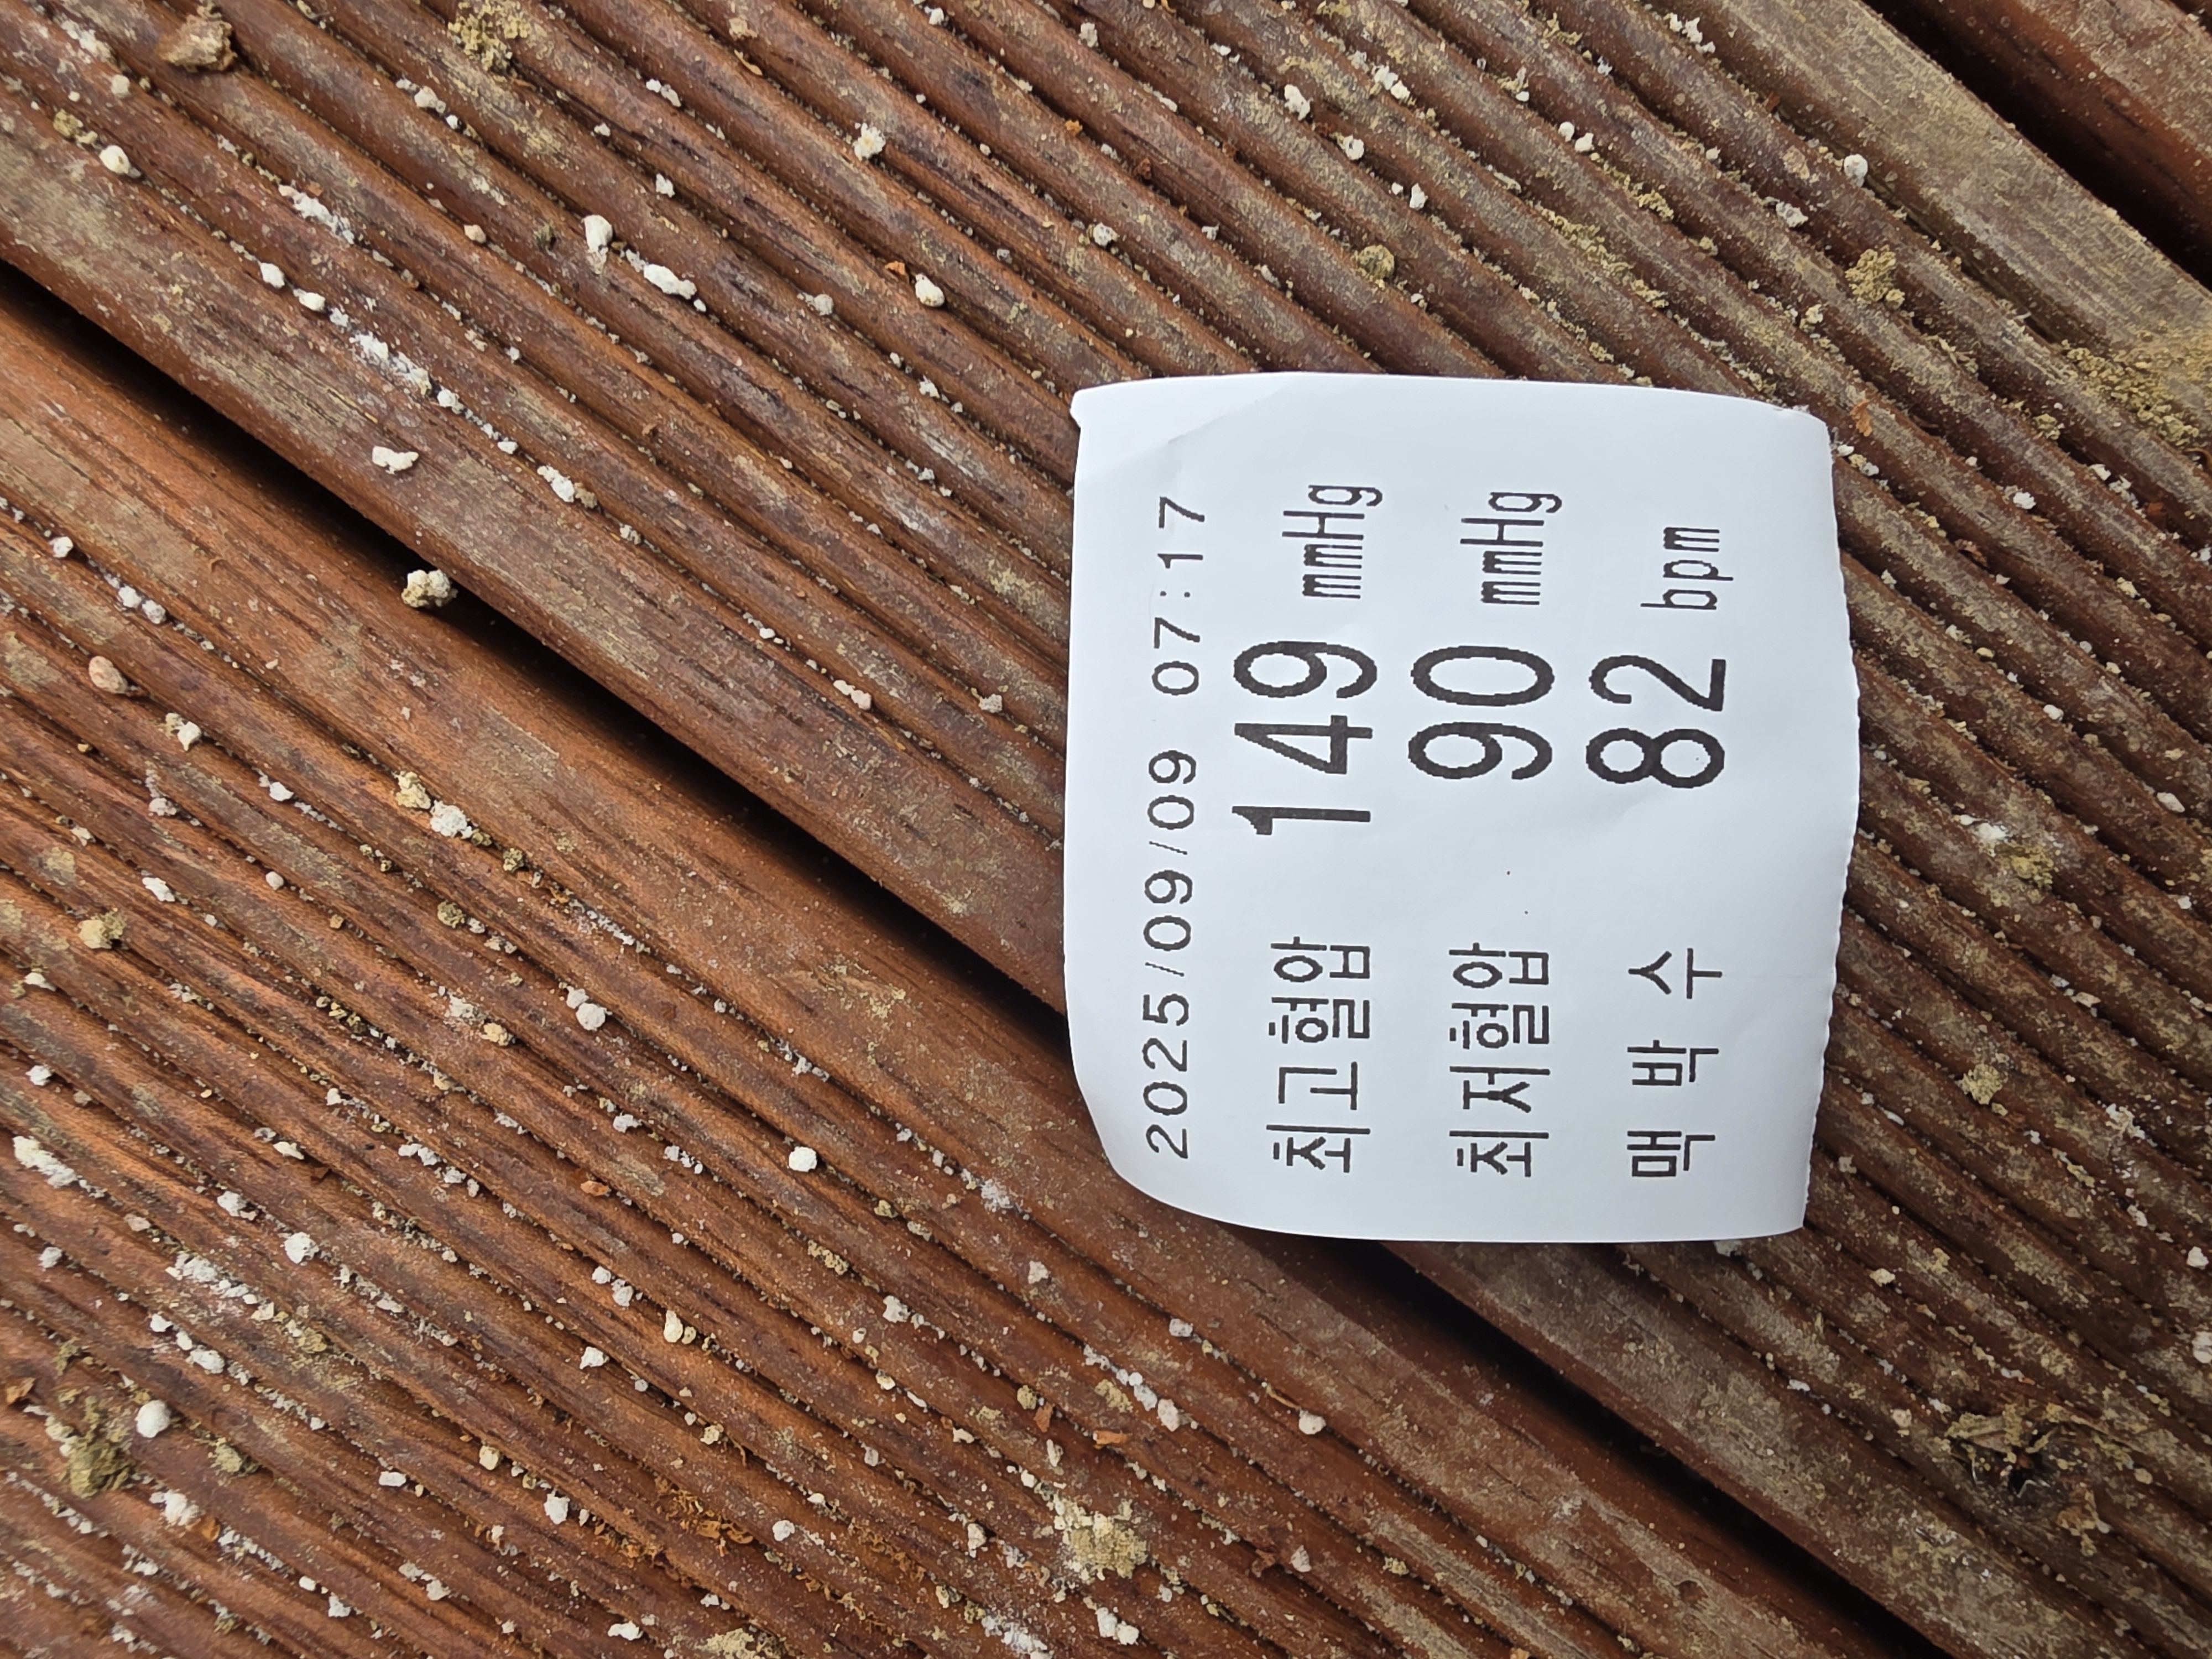 2025/09/09 07:17
최고혈압 149 mmHg
최저혈압 90 mmHg
맥 박 수 82 bpm